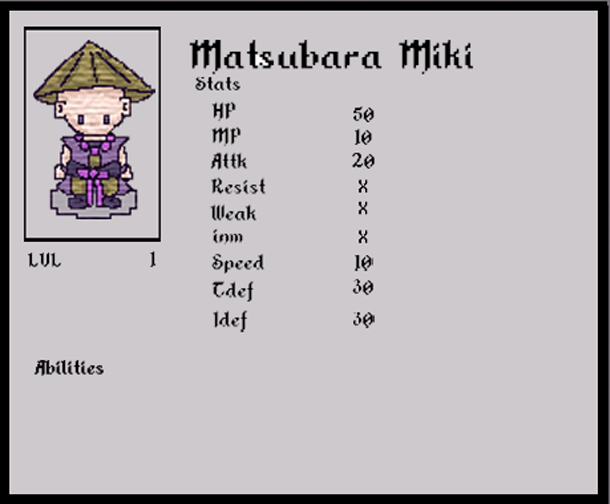 Matsubara Miki
Stats
HP 50
MP 10
Attk 20
Resist X
Weak X
inm X
Speed 10
Tdef 30
Idef 30
LVL 1
Abilities